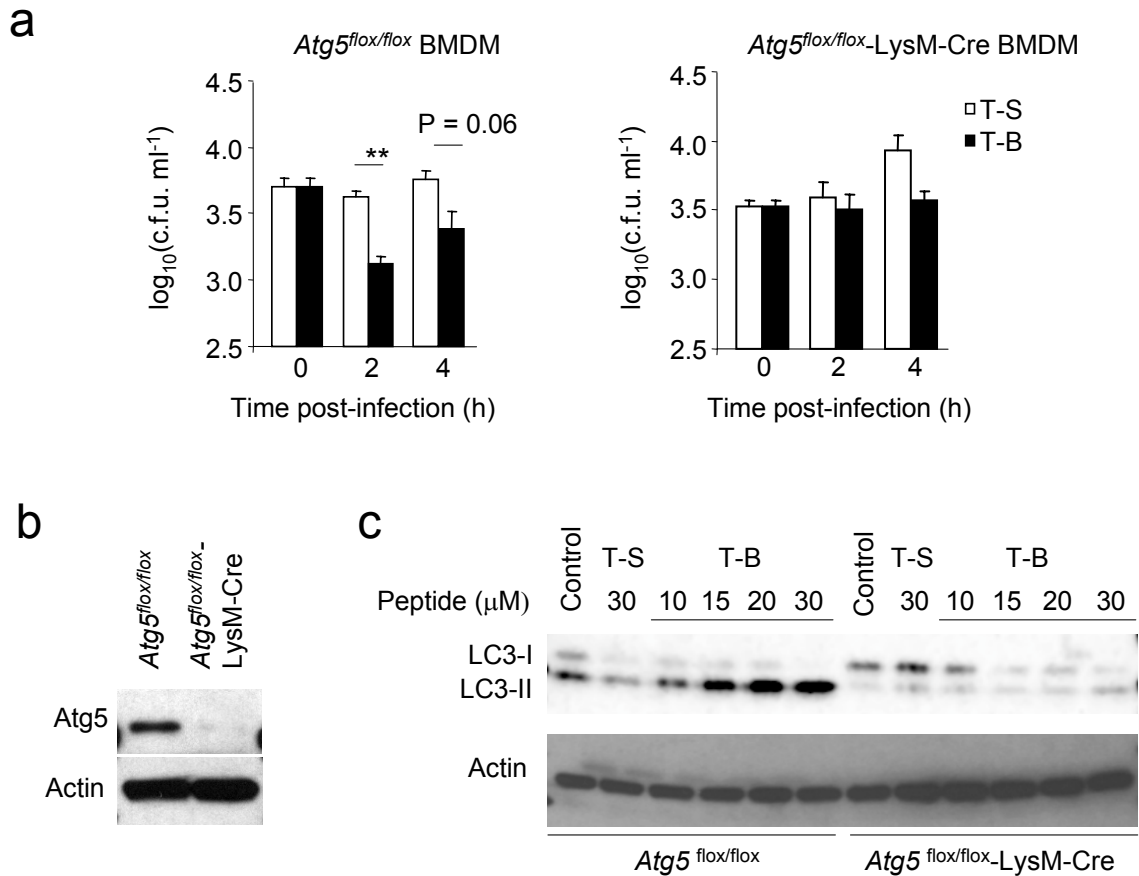 a
Atg5flox/flox BMDM
4.5
4.0
3.5
3.0
2.5
log10(c.f.u. ml-1)
**
P = 0.06
0 2 4
Time post-infection (h)
Atg5flox/flox-LysM-Cre BMDM
4.5
4.0
3.5
3.0
2.5
log10(c.f.u. ml-1)
T-S
T-B
0 2 4
Time post-infection (h)
b
Atg5flox/flox
Atg5flox/flox-
LysM-Cre
Atg5
Actin
c
Control T-S T-B Control T-S T-B
Peptide (μM) 30 10 15 20 30 30 10 15 20 30
LC3-I
LC3-II
Actin
Atg5 flox/flox Atg5 flox/flox-LysM-Cre